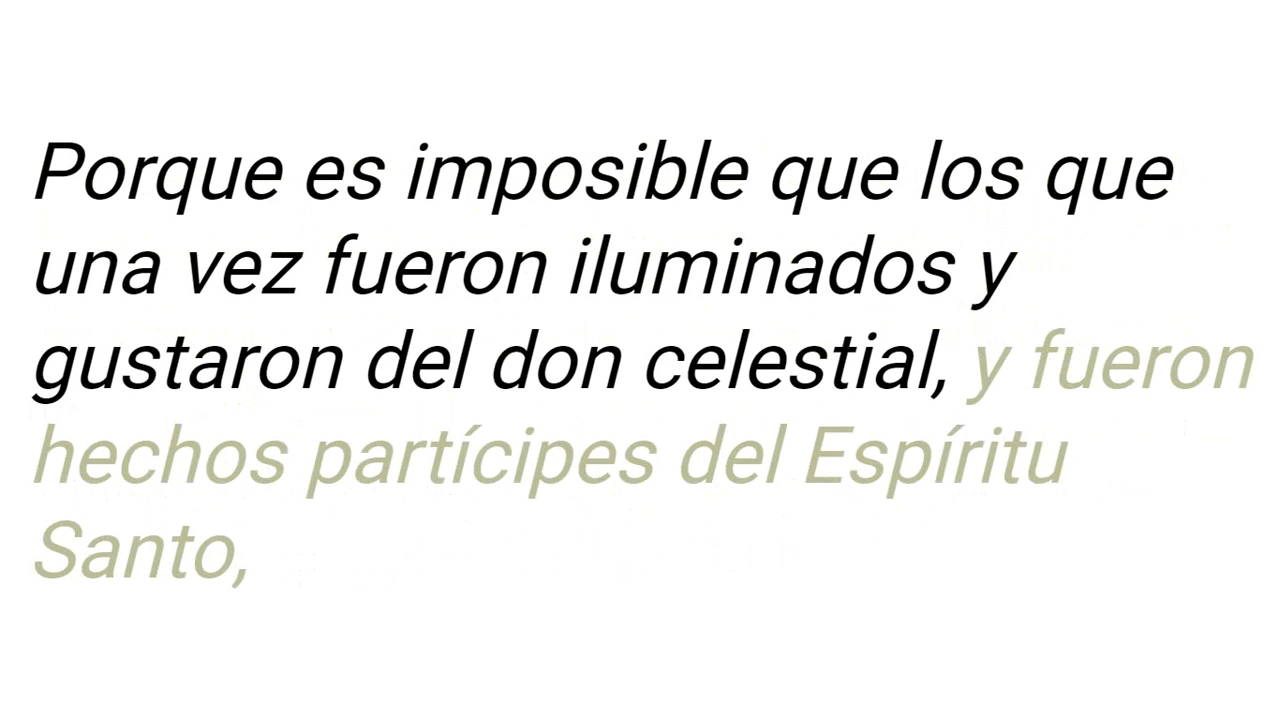 Porque es imposible que los que
una vez fueron iluminados y
gustaron del don celestial, y fueron
hechos partícipes del Espíritu
Santo,